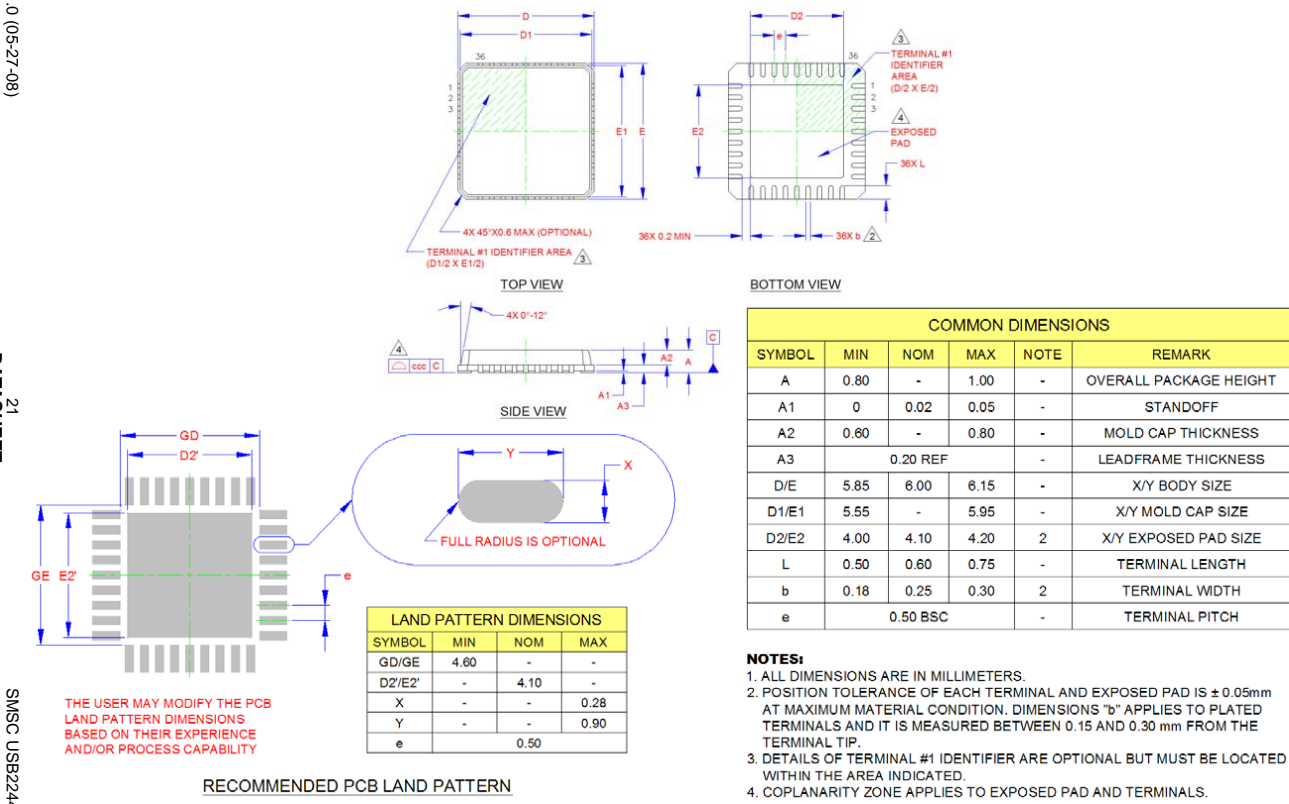 .0 (05-27-08)
21
SMSC USB224
D
D1
36
1
2
3
E1
E
4X 45°X0.6 MAX (OPTIONAL)
TERMINAL #1 IDENTIFIER AREA
(D1/2 X E1/2)
3
TOP VIEW
D2
e
36
3
TERMINAL #1
IDENTIFIER
AREA
(D/2 X E/2)
1
2
3
4
EXPOSED
PAD
E2
36X L
36X 0.2 MIN
36X b
2
BOTTOM VIEW
4X 0°-12°
4
ccc C
C
A2
A
A1
A3
SIDE VIEW
GD
D2'
GE
E2'
e
Y
X
FULL RADIUS IS OPTIONAL
THE USER MAY MODIFY THE PCB
LAND PATTERN DIMENSIONS
BASED ON THEIR EXPERIENCE
AND/OR PROCESS CAPABILITY
LAND PATTERN DIMENSIONS
SYMBOL MIN NOM MAX
GD/GE 4.60 - -
D2'/E2' - 4.10 -
X - - 0.28
Y - - 0.90
e 0.50
RECOMMENDED PCB LAND PATTERN
COMMON DIMENSIONS
SYMBOL MIN NOM MAX NOTE REMARK
A 0.80 - 1.00 - OVERALL PACKAGE HEIGHT
A1 0 0.02 0.05 - STANDOFF
A2 0.60 - 0.80 - MOLD CAP THICKNESS
A3 0.20 REF - LEADFRAME THICKNESS
D/E 5.85 6.00 6.15 - X/Y BODY SIZE
D1/E1 5.55 - 5.95 - X/Y MOLD CAP SIZE
D2/E2 4.00 4.10 4.20 2 X/Y EXPOSED PAD SIZE
L 0.50 0.60 0.75 - TERMINAL LENGTH
b 0.18 0.25 0.30 2 TERMINAL WIDTH
e 0.50 BSC - TERMINAL PITCH
NOTES:
1. ALL DIMENSIONS ARE IN MILLIMETERS.
2. POSITION TOLERANCE OF EACH TERMINAL AND EXPOSED PAD IS ± 0.05mm
AT MAXIMUM MATERIAL CONDITION. DIMENSIONS "b" APPLIES TO PLATED
TERMINALS AND IT IS MEASURED BETWEEN 0.15 AND 0.30 mm FROM THE
TERMINAL TIP.
3. DETAILS OF TERMINAL #1 IDENTIFIER ARE OPTIONAL BUT MUST BE LOCATED
WITHIN THE AREA INDICATED.
4. COPLANARITY ZONE APPLIES TO EXPOSED PAD AND TERMINALS.